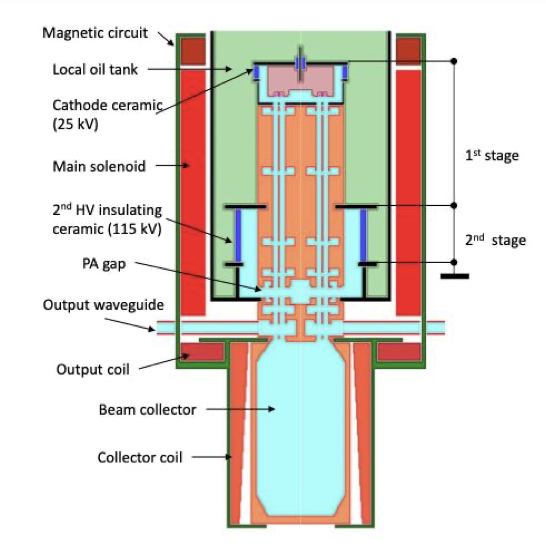 Magnetic circuit
Local oil tank
Cathode ceramic
(25 kV)
1st stage
Main solenoid
2nd HV insulating
ceramic (115 kV)
2nd stage
PA gap
Output waveguide
Output coil
Beam collector
Collector coil